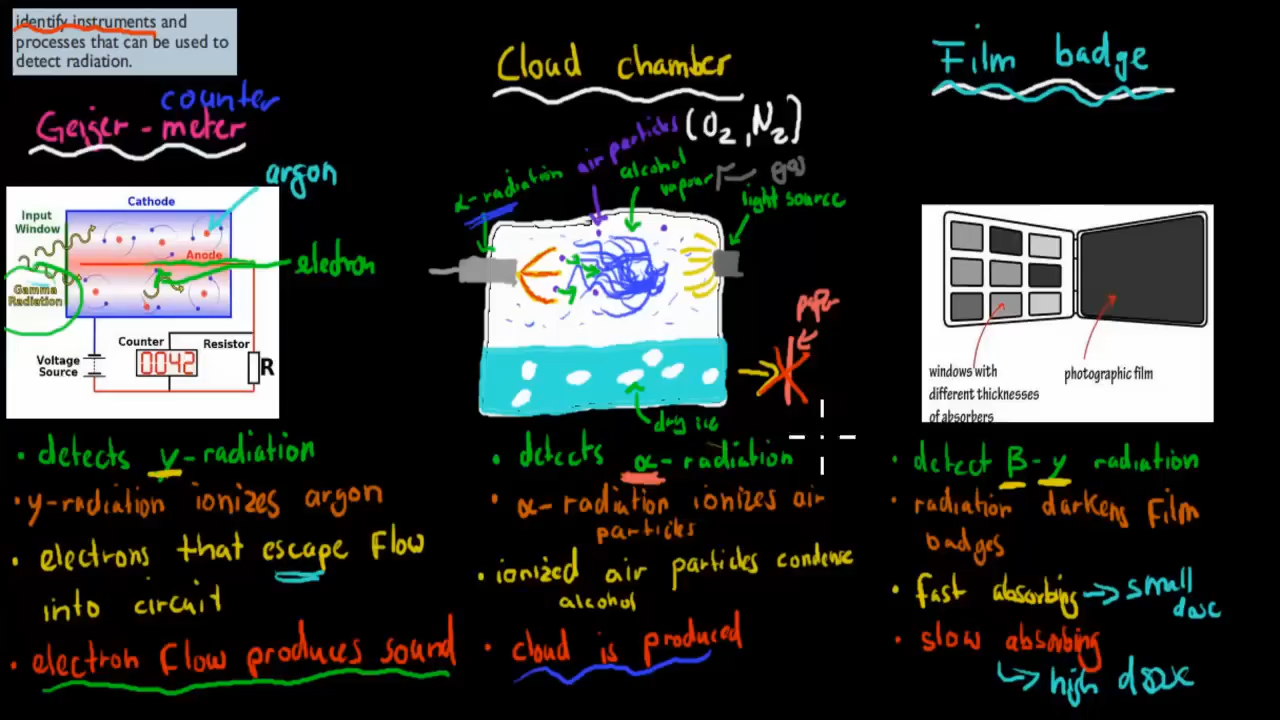 identify instruments and
processes that can be used to
detect radiation.
counter
Geiger - meter
argon
Cathode
Input
Window
Anode
electron
Gamma
Radiation
Counter
Resistor
0042
R
Voltage
Source
• detects γ-radiation
• γ-radiation ionizes argon
• electrons that escape flow
into circuit
• electron flow produces sound
Cloud chamber
air particles (O2, N2)
α-radiation
alcohol
vapour
light source
paper
dry ice
• detects α-radiation
• α-radiation ionizes air
particles
• ionized air particles condense
alcohol
• cloud is produced
Film badge
windows with
different thicknesses
of absorbers
photographic film
• detect β-γ radiation
• radiation darkens film
badges
• fast absorbing → small
• slow absorbing
↳ high